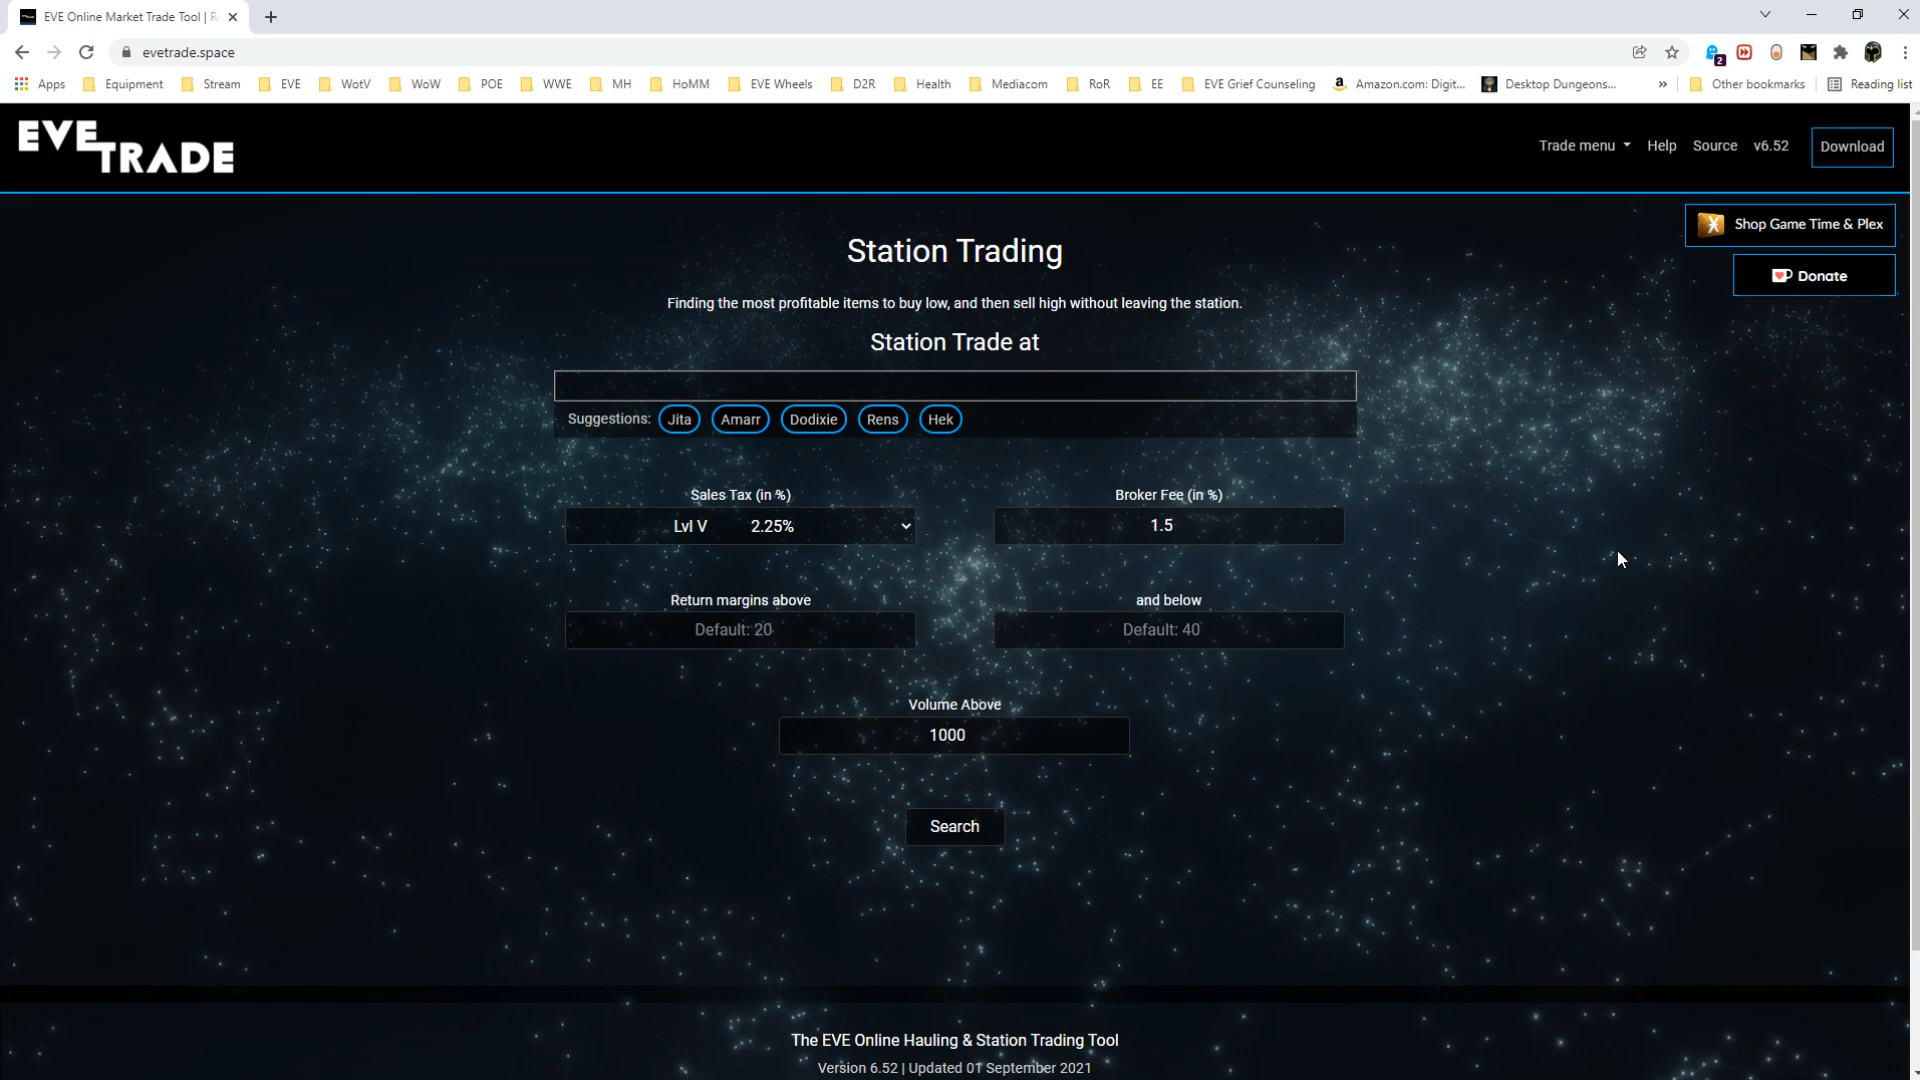 EVE Online Market Trade Tool | R
evetrade.space
2
Apps Equipment Stream EVE WotV WoW POE WWE MH HoMM EVE Wheels D2R Health Mediacom RoR EE EVE Grief Counseling Amazon.com: Digit... Desktop Dungeons... » Other bookmarks Reading list
EVE TRADE
Trade menu Help Source v6.52 Download
Shop Game Time & Plex
Donate
Station Trading
Finding the most profitable items to buy low, and then sell high without leaving the station.
Station Trade at
Suggestions: Jita Amarr Dodixie Rens Hek
Sales Tax (in %) Broker Fee (in %)
Lvl V 2.25% 1.5
Return margins above and below
Default: 20 Default: 40
Volume Above
1000
Search
The EVE Online Hauling & Station Trading Tool
Version 6.52 | Updated 01 September 2021